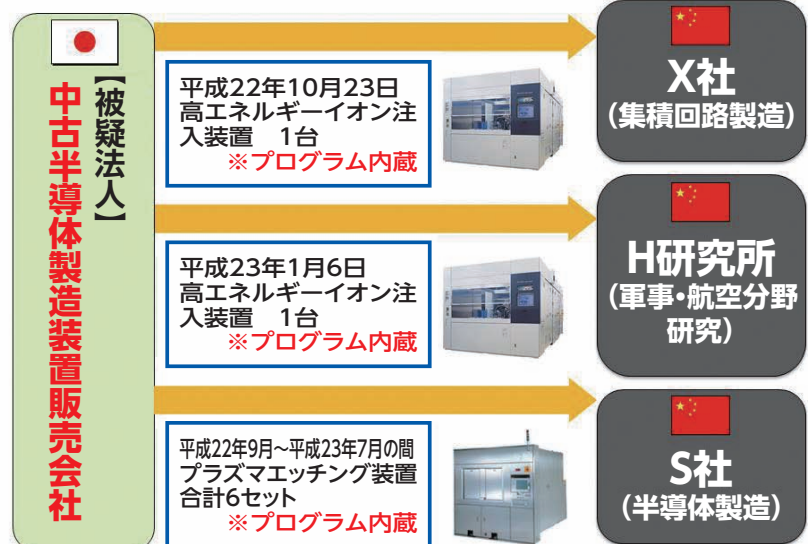 【被疑法人】
中古半導体製造装置販売会社
平成22年10月23日
高エネルギーイオン注
入装置　1台
※プログラム内蔵
X社
(集積回路製造)
平成23年1月6日
高エネルギーイオン注
入装置　1台
※プログラム内蔵
H研究所
(軍事・航空分野
研究)
平成22年9月～平成23年7月の間
プラズマエッチング装置
合計6セット
※プログラム内蔵
S社
(半導体製造)